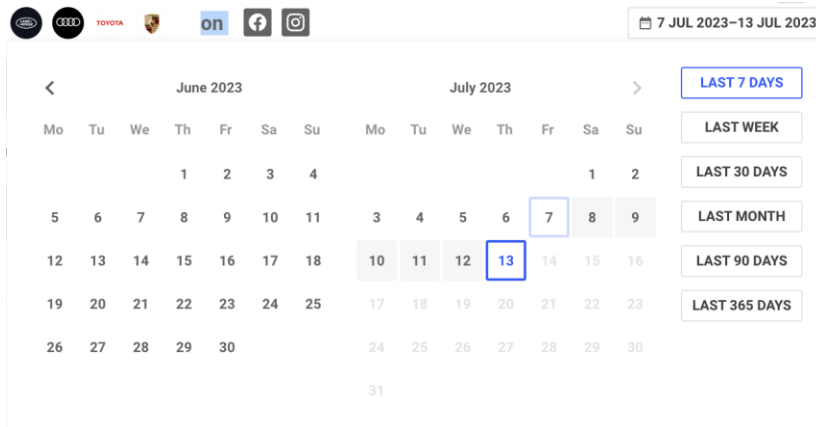 TOYOTA on 7 JUL 2023–13 JUL 2023
June 2023 July 2023 LAST 7 DAYS
Mo Tu We Th Fr Sa Su Mo Tu We Th Fr Sa Su LAST WEEK
1 2 3 4 1 2 LAST 30 DAYS
5 6 7 8 9 10 11 3 4 5 6 7 8 9 LAST MONTH
12 13 14 15 16 17 18 10 11 12 13 14 15 16 LAST 90 DAYS
19 20 21 22 23 24 25 17 18 19 20 21 22 23 LAST 365 DAYS
26 27 28 29 30 24 25 26 27 28 29 30
31